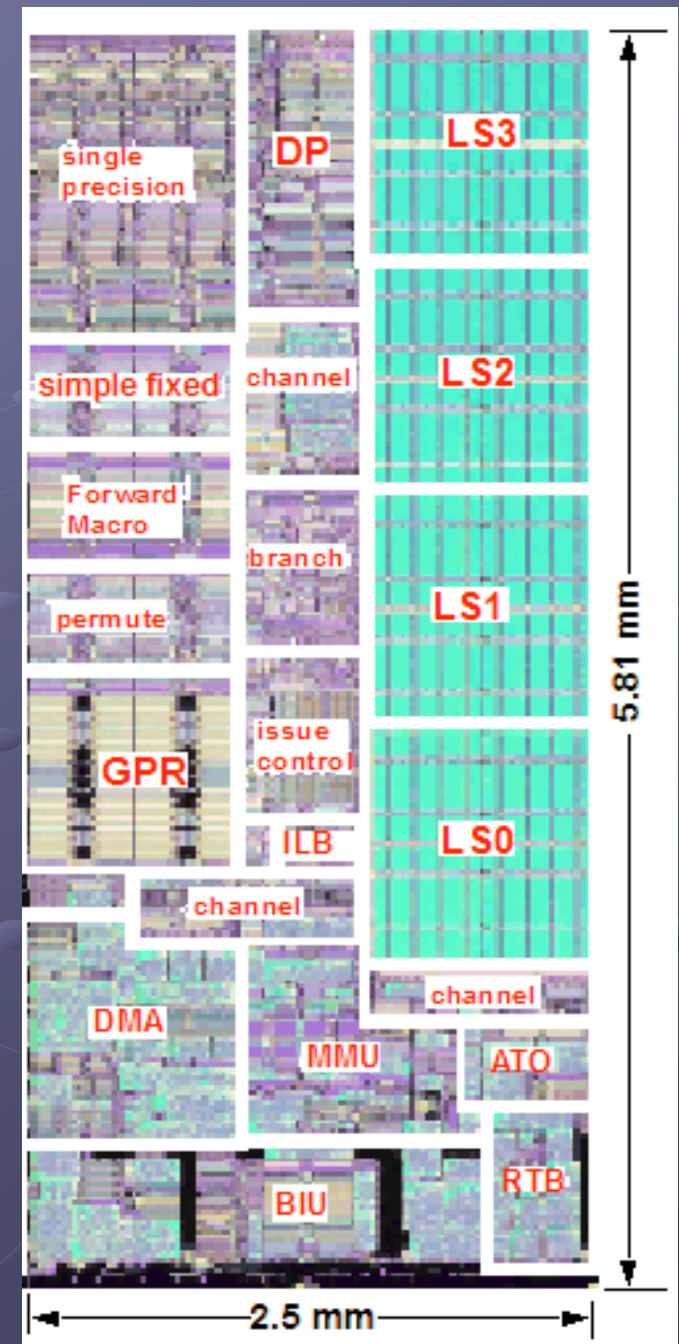 single
precision
DP
LS3
simple fixed
channel
LS2
Forward
Macro
branch
LS1
permute
GPR
issue
control
ILB
LS0
channel
channel
DMA
MMU
ATO
BIU
RTB
5.81 mm
2.5 mm